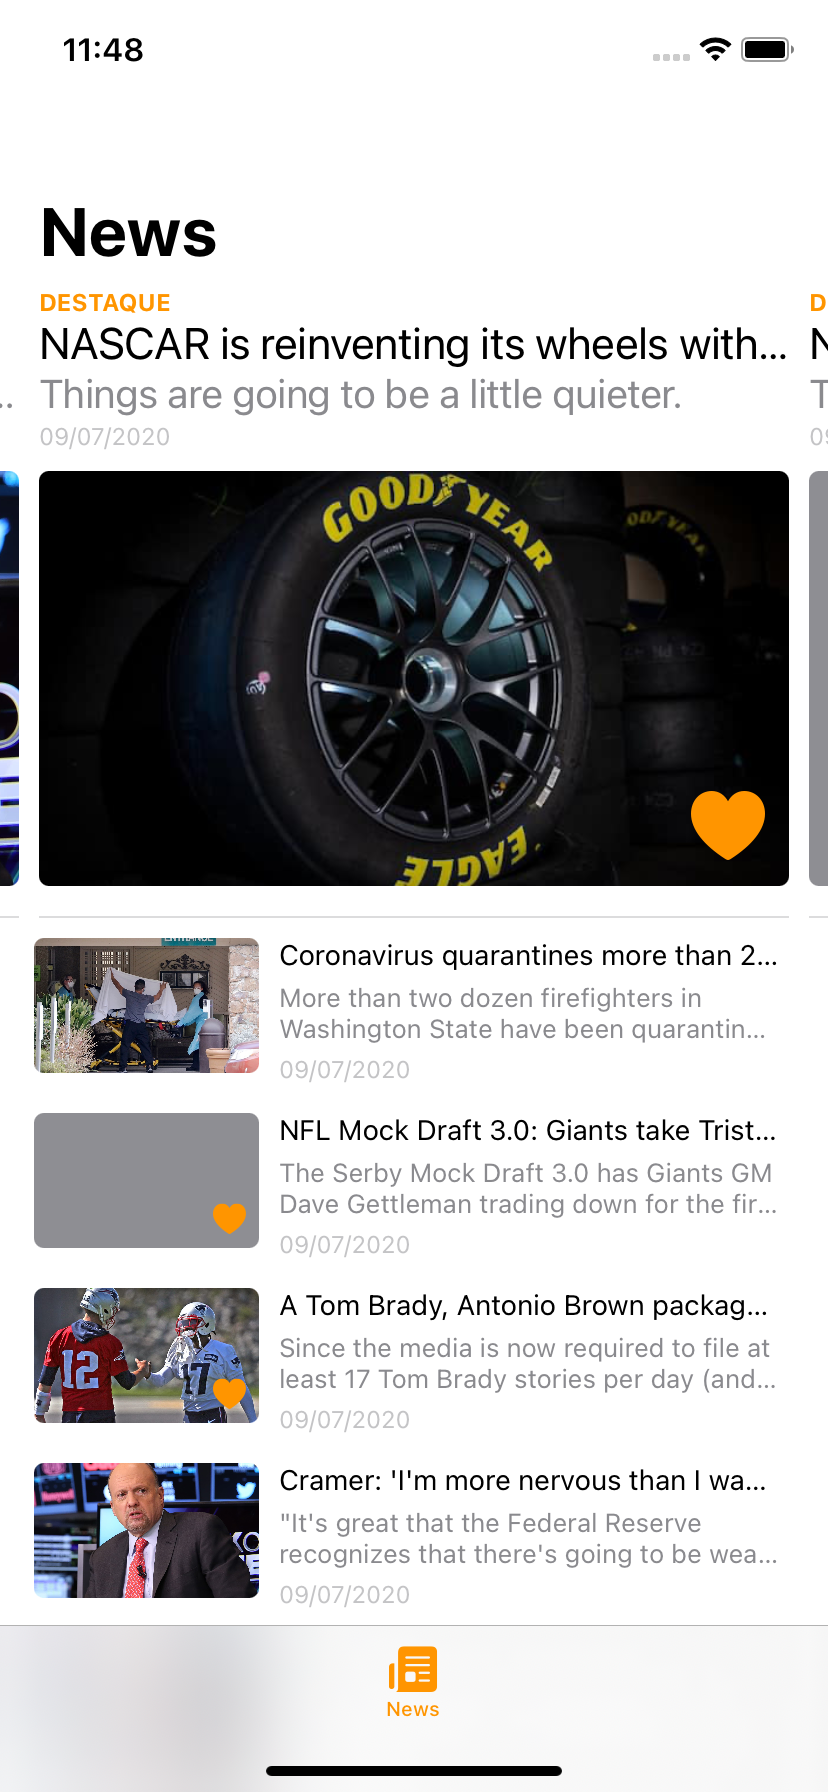 11:48
News
DESTAQUE
NASCAR is reinventing its wheels with...
Things are going to be a little quieter.
09/07/2020
GOOD YEAR
EAGLE
ENTRANCE
Coronavirus quarantines more than 2...
More than two dozen firefighters in
Washington State have been quarantin...
09/07/2020
NFL Mock Draft 3.0: Giants take Trist...
The Serby Mock Draft 3.0 has Giants GM
Dave Gettleman trading down for the fir...
09/07/2020
12
17
A Tom Brady, Antonio Brown packag...
Since the media is now required to file at
least 17 Tom Brady stories per day (and...
09/07/2020
Cramer: 'I'm more nervous than I wa...
"It's great that the Federal Reserve
recognizes that there's going to be wea...
09/07/2020
News